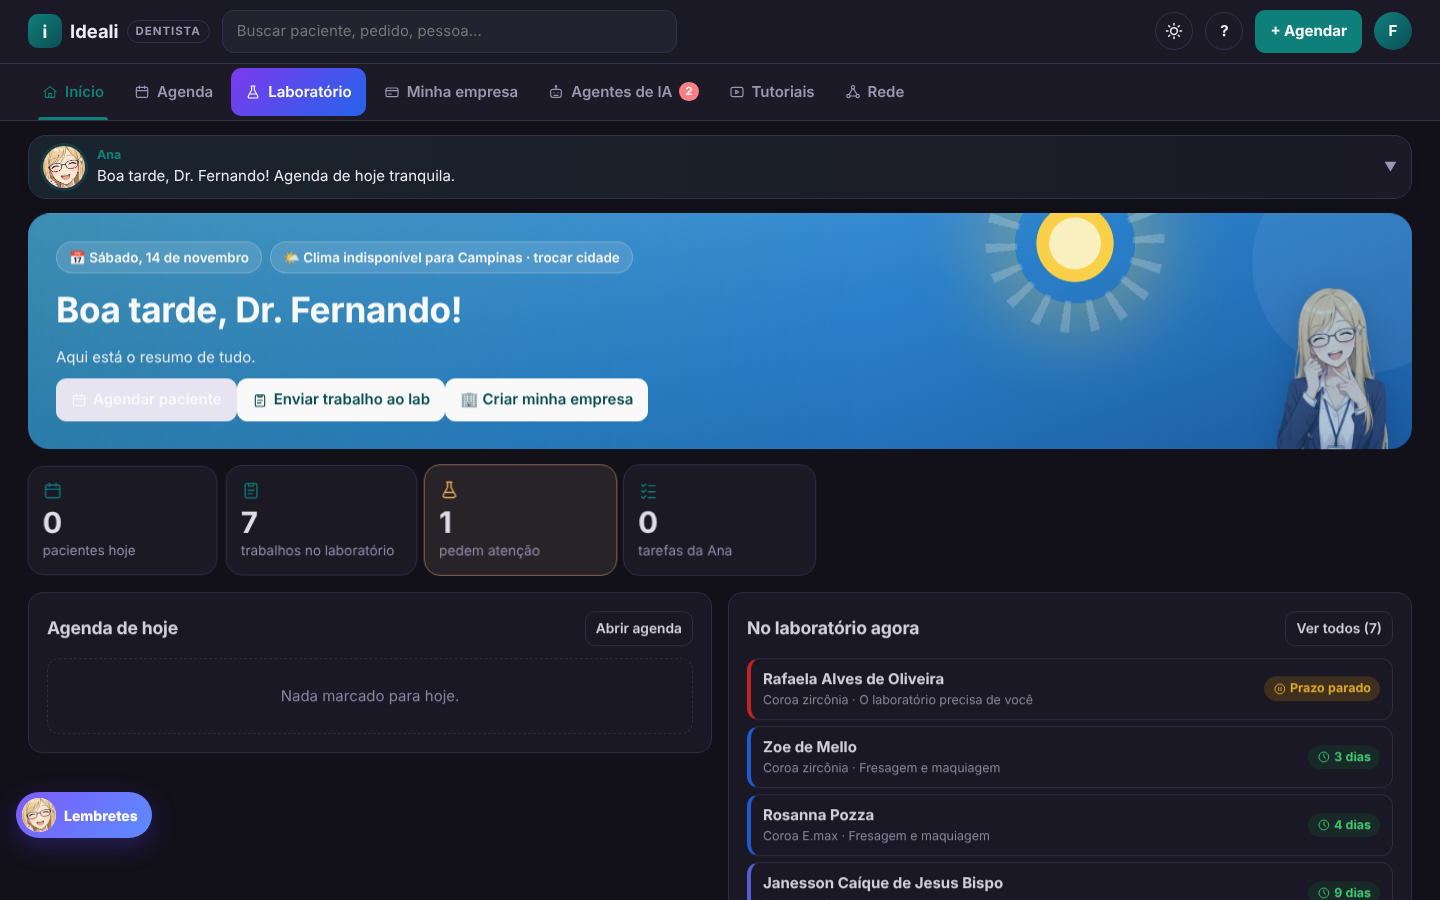 i Ideali DENTISTA Buscar paciente, pedido, pessoa... ? + Agendar F
Início Agenda Laboratório Minha empresa Agentes de IA 2 Tutoriais Rede
Ana
Boa tarde, Dr. Fernando! Agenda de hoje tranquila.
Sábado, 14 de novembro Clima indisponível para Campinas · trocar cidade
Boa tarde, Dr. Fernando!
Aqui está o resumo de tudo.
Agendar paciente Enviar trabalho ao lab Criar minha empresa
0 7 1 0
pacientes hoje trabalhos no laboratório pedem atenção tarefas da Ana
Agenda de hoje Abrir agenda
Nada marcado para hoje.
No laboratório agora Ver todos (7)
Rafaela Alves de Oliveira
Coroa zircônia · O laboratório precisa de você
Prazo parado
Zoe de Mello
Coroa zircônia · Fresagem e maquiagem
3 dias
Rosanna Pozza
Coroa E.max · Fresagem e maquiagem
4 dias
Janesson Caíque de Jesus Bispo
9 dias
Lembretes